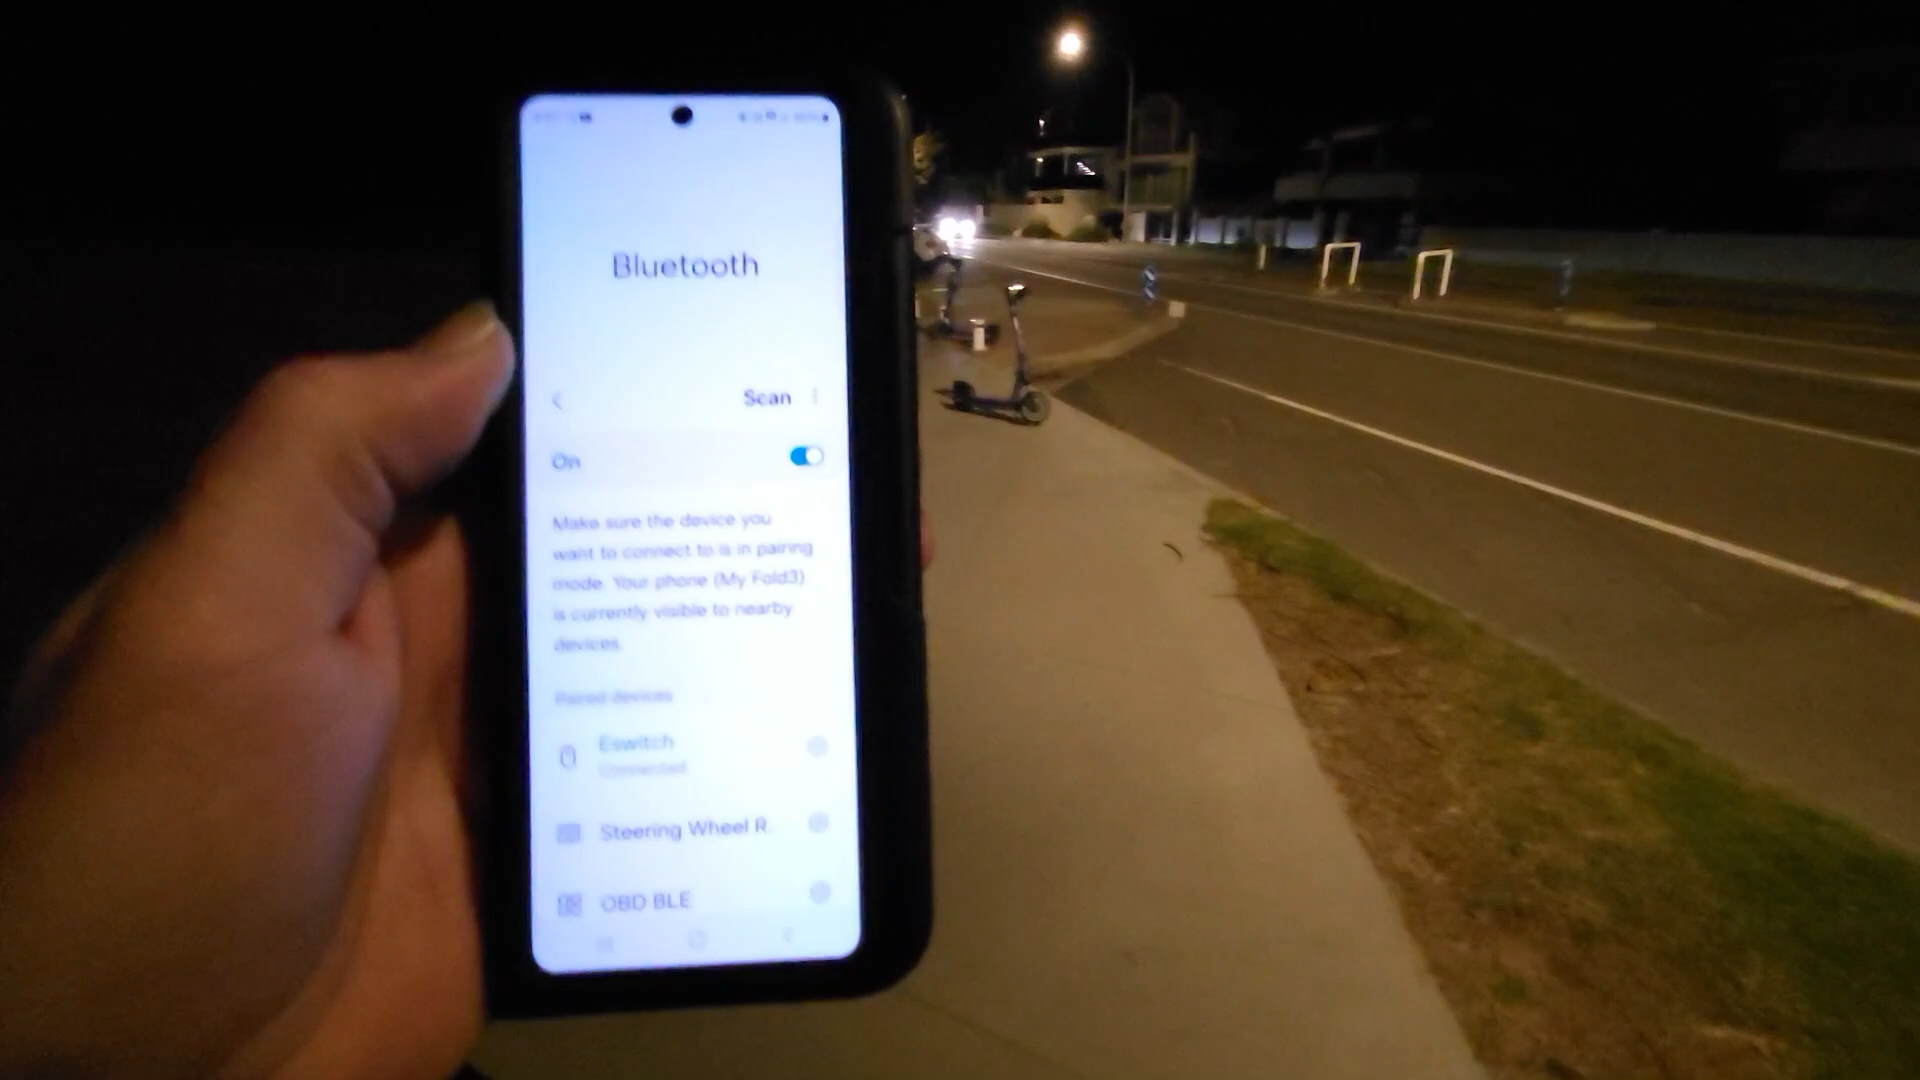 Bluetooth
Scan
On
Make sure the device you
want to connect to is in pairing
mode. Your phone (My Fold3)
is currently visible to nearby
devices.
Paired devices
Eswitch
Connected
Steering Wheel R..
OBD BLE